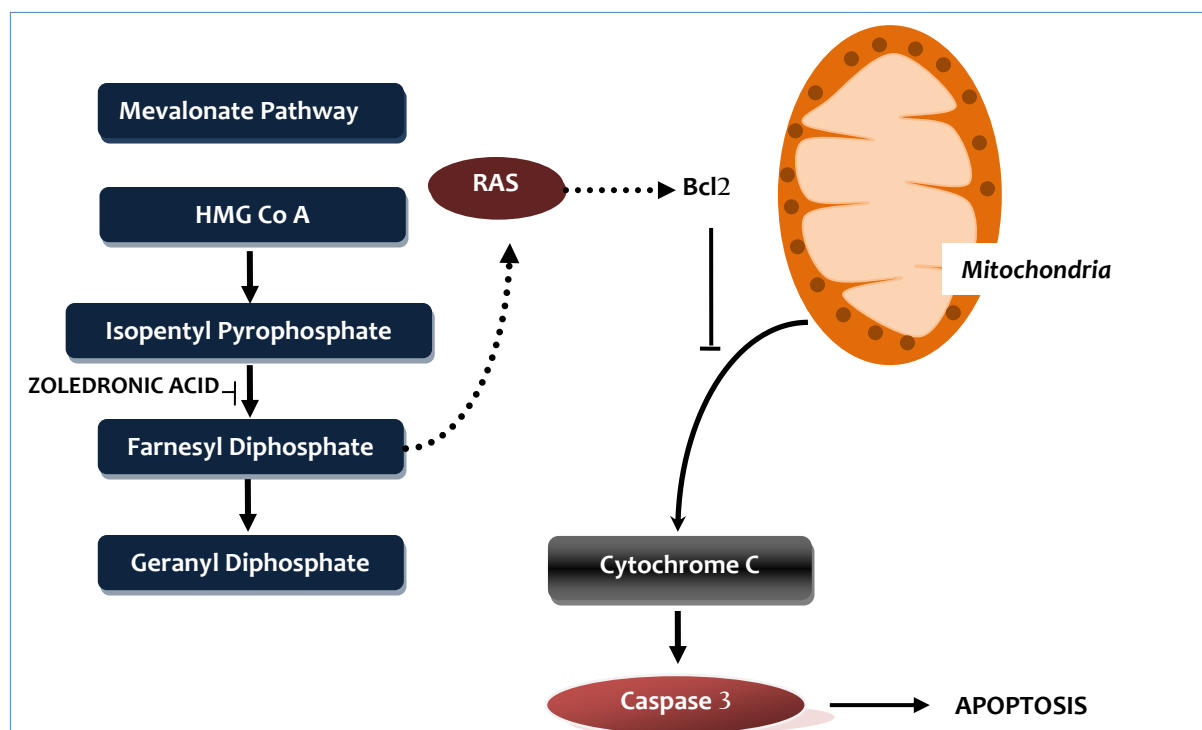 Mevalonate Pathway
HMG Co A
Isopentyl Pyrophosphate
ZOLEDRONIC ACID
Farnesyl Diphosphate
Geranyl Diphosphate
RAS
Bcl2
Mitochondria
Cytochrome C
Caspase 3
APOPTOSIS